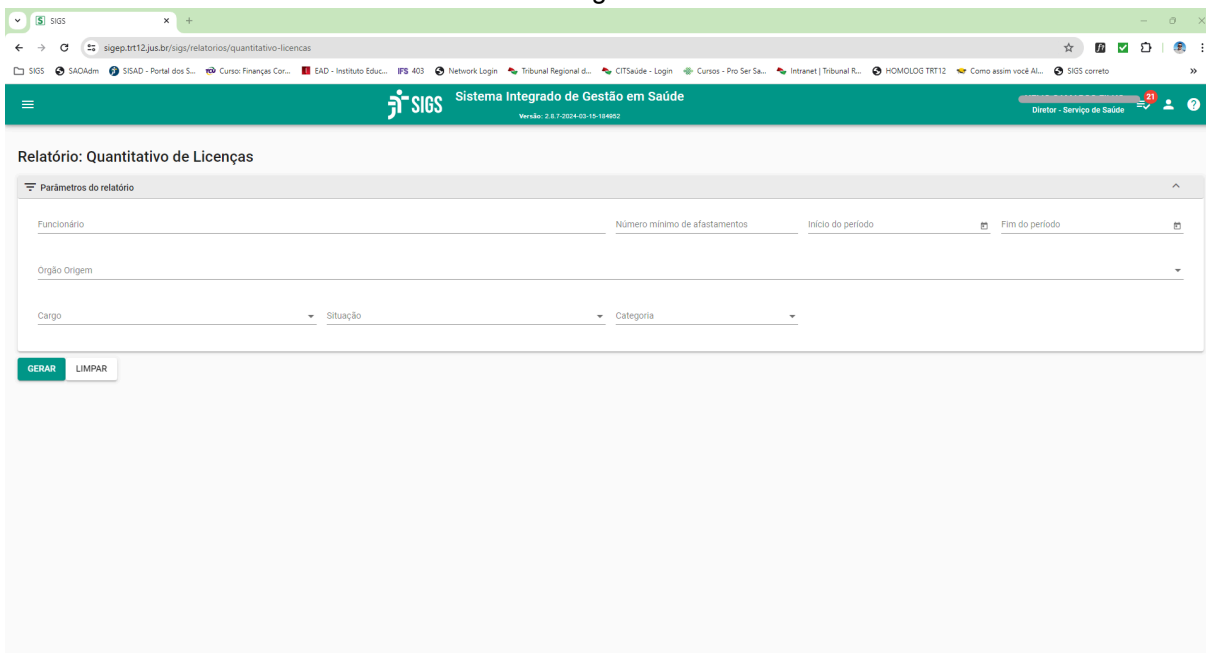 SIGS
sigep.trt12.jus.br/sigs/relatorios/quantitativo-licencas
SIGS SAOAdm SISAD - Portal dos S... Curso: Finanças Cor... EAD - Instituto Educ... IFS 403 Network Login Tribunal Regional d... CITSaúde - Login Cursos - Pro Ser Sa... Intranet | Tribunal R... HOMOLOG TRT12 Como assim você Al... SIGS correto »
JT SIGS Sistema Integrado de Gestão em Saúde 21
Versão: 2.8.7-2024-03-15-184952 Diretor - Serviço de Saúde
Relatório: Quantitativo de Licenças
Parâmetros do relatório
Funcionário Número mínimo de afastamentos Início do período Fim do período
Orgão Origem
Cargo Situação Categoria
GERAR LIMPAR